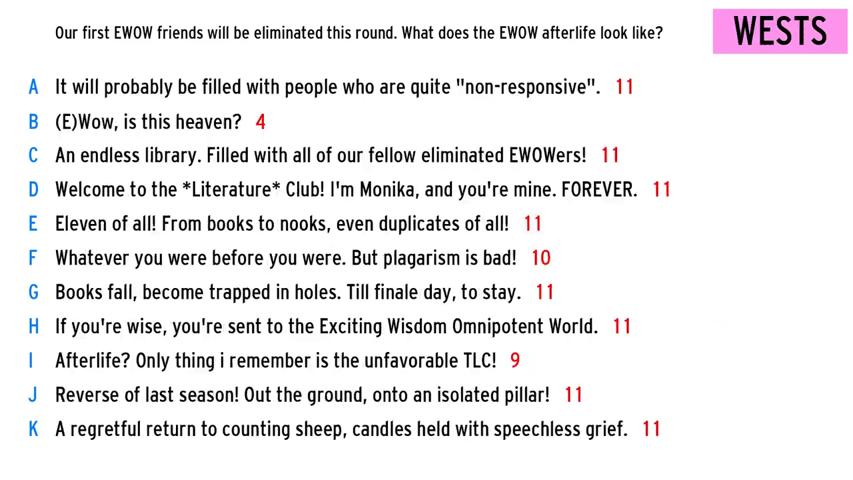 Our first EWOW friends will be eliminated this round. What does the EWOW afterlife look like?
WESTS
A It will probably be filled with people who are quite "non-responsive". 11
B (E)Wow, is this heaven? 4
C An endless library. Filled with all of our fellow eliminated EWOWers! 11
D Welcome to the *Literature* Club! I'm Monika, and you're mine. FOREVER. 11
E Eleven of all! From books to nooks, even duplicates of all! 11
F Whatever you were before you were. But plagarism is bad! 10
G Books fall, become trapped in holes. Till finale day, to stay. 11
H If you're wise, you're sent to the Exciting Wisdom Omnipotent World. 11
I Afterlife? Only thing i remember is the unfavorable TLC! 9
J Reverse of last season! Out the ground, onto an isolated pillar! 11
K A regretful return to counting sheep, candles held with speechless grief. 11